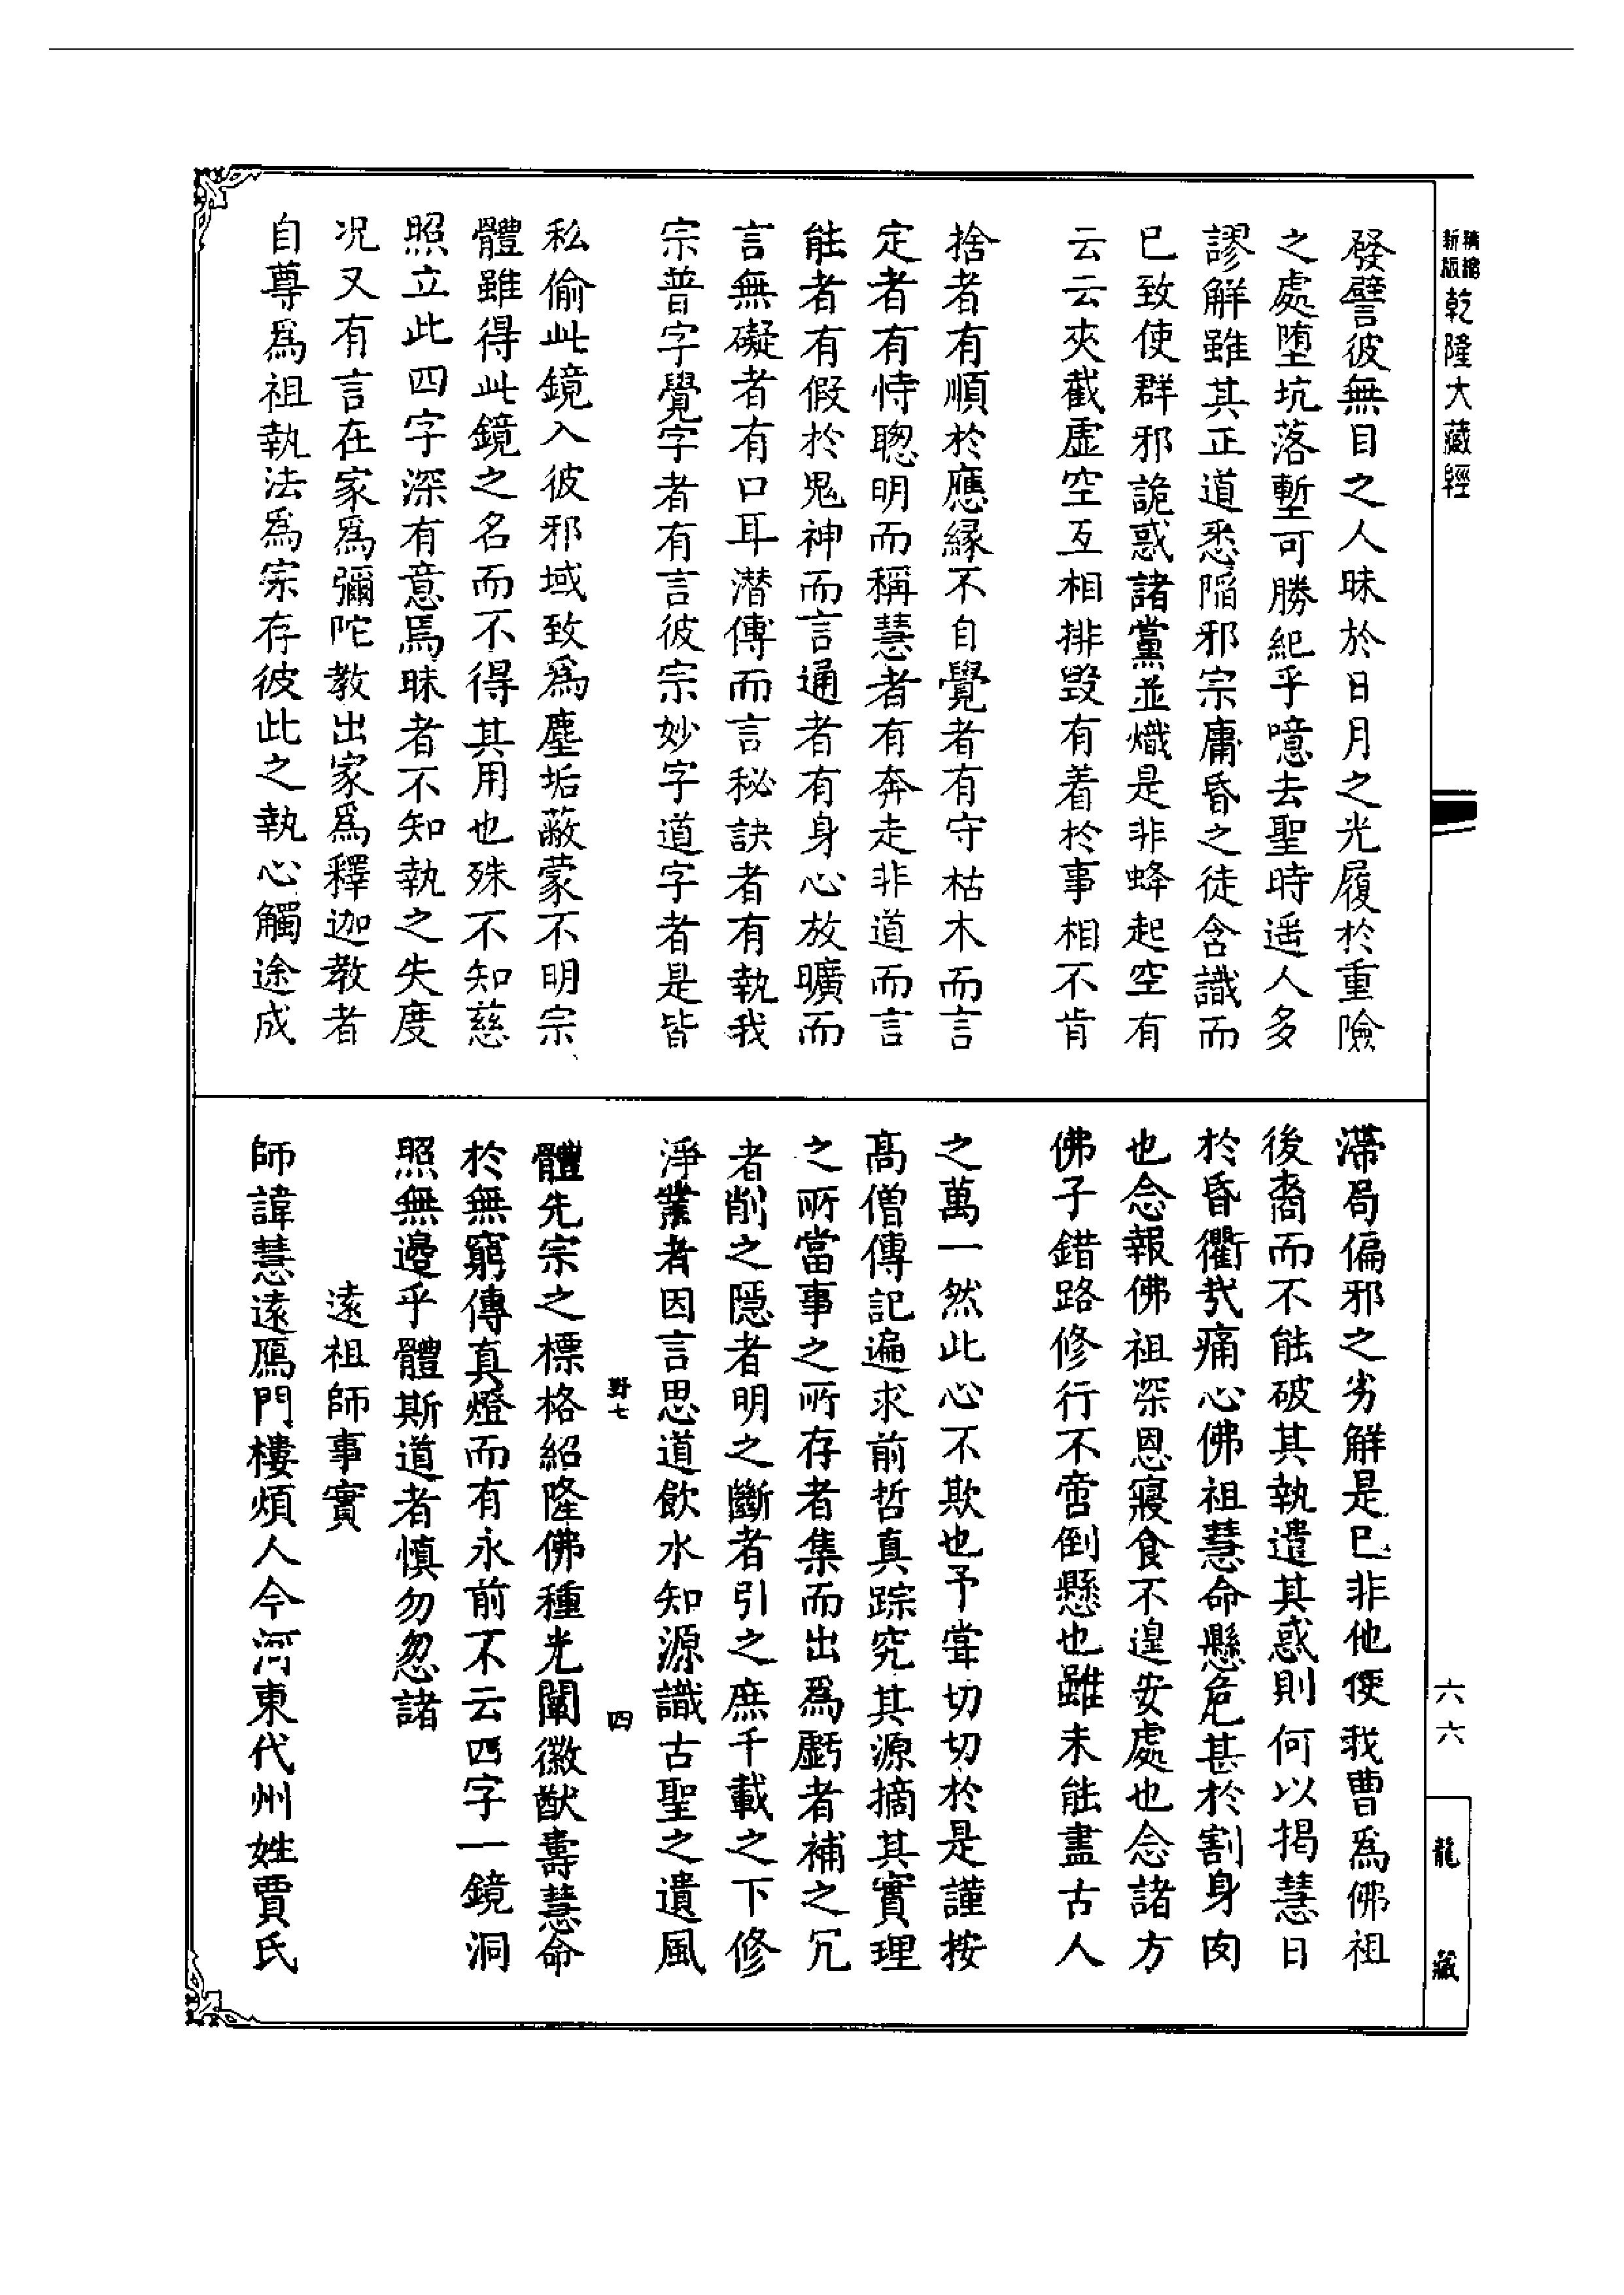 精縮新版乾隆大藏經
發譬彼無目之人昧於日月之光履於重險
之處墮坑落塹可勝紀乎噫去聖時遥人多
謬解雖其正道悉陷邪宗庸昏之徒含識而
已致使群邪詭惑諸黨並熾是非蜂起空有
云云夾截虛空互相排毀有着於事相不肯
捨者有順於應緣不自覺者有守枯木而言
定者有恃聰明而稱慧者有奔走非道而言
能者有假於鬼神而言通者有身心放曠而
言無礙者有口耳潛傳而言秘訣者有執我
宗普字覺字者有言彼宗妙字道字者是皆
私偷此鏡入彼邪域致爲塵垢蔽蒙不明宗
體雖得此鏡之名而不得其用也殊不知慈
照立此四字深有意焉昧者不知執之失度
况又有言在家爲彌陀教出家爲釋迦教者
自尊爲祖執法爲宗存彼此之執心觸途成
滯局偏邪之劣解是已非他使我曹爲佛祖
後裔而不能破其執遣其惑則何以揭慧日
於昏衢哉痛心佛祖慧命懸危甚於割身肉
也念報佛祖深恩寢食不遑安處也念諸方
佛子錯路修行不啻倒懸也雖未能盡古人
之萬一然此心不欺也予甞切切於是謹按
高僧傳記遍求前哲真踪究其源摘其實理
之所當事之所存者集而出爲虧者補之冗
者削之隱者明之斷者引之庶千載之下修
淨業者因言思道飲水知源識古聖之遺風
野七 四
體先宗之標格紹隆佛種光闡徽猷壽慧命
於無窮傳真燈而有永前不云四字一鏡洞
照無邊乎體斯道者慎勿忽諸
遠祖師事實
師諱慧遠鴈門樓煩人今河東代州姓賈氏
六六
龍藏